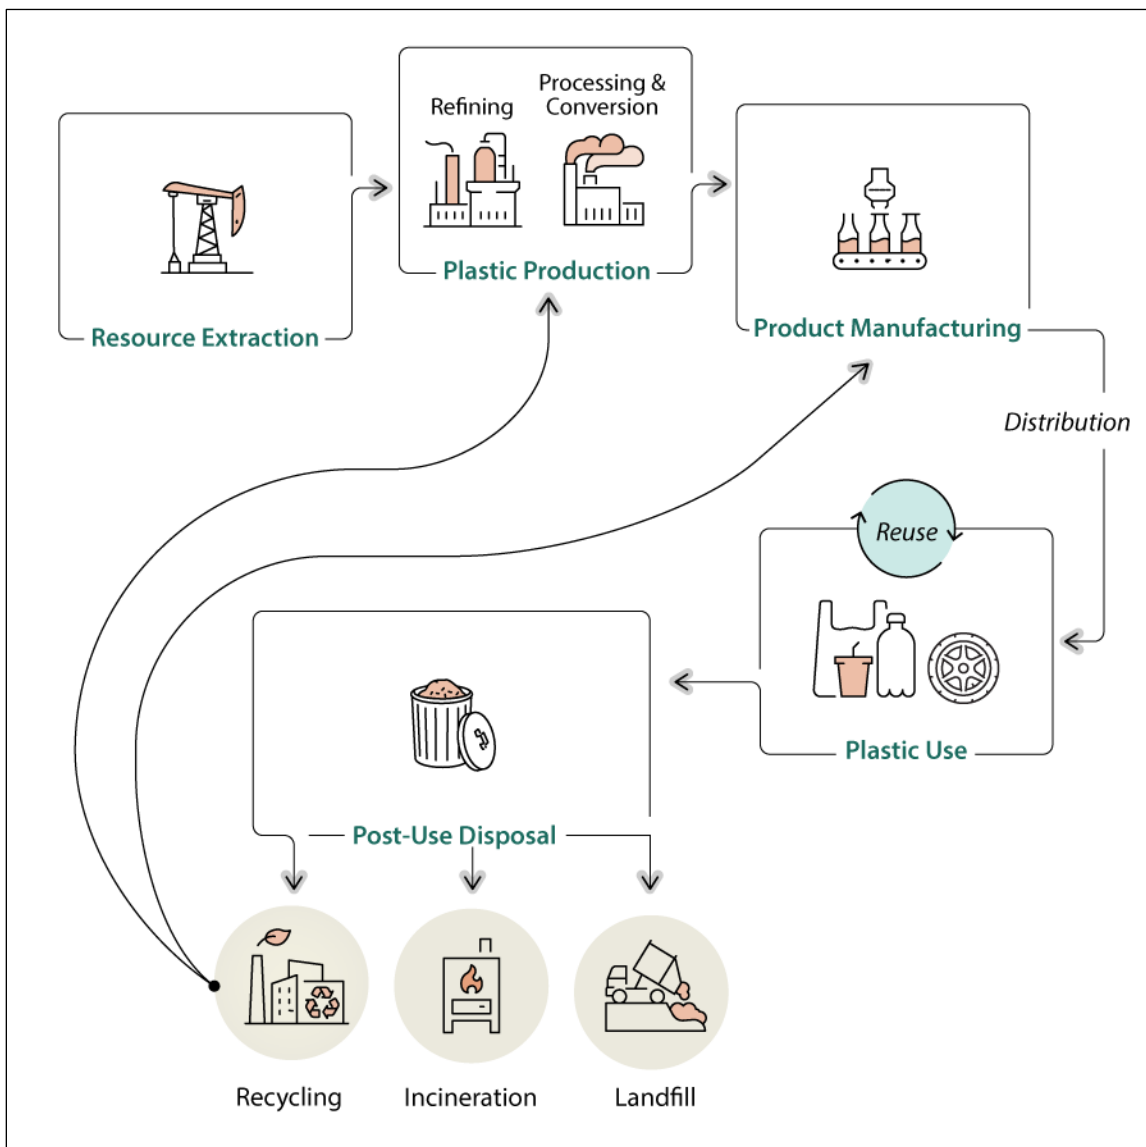 Refining
Processing &
Conversion
Plastic Production
Resource Extraction
Product Manufacturing
Distribution
Reuse
Plastic Use
Post-Use Disposal
Recycling
Incineration
Landfill